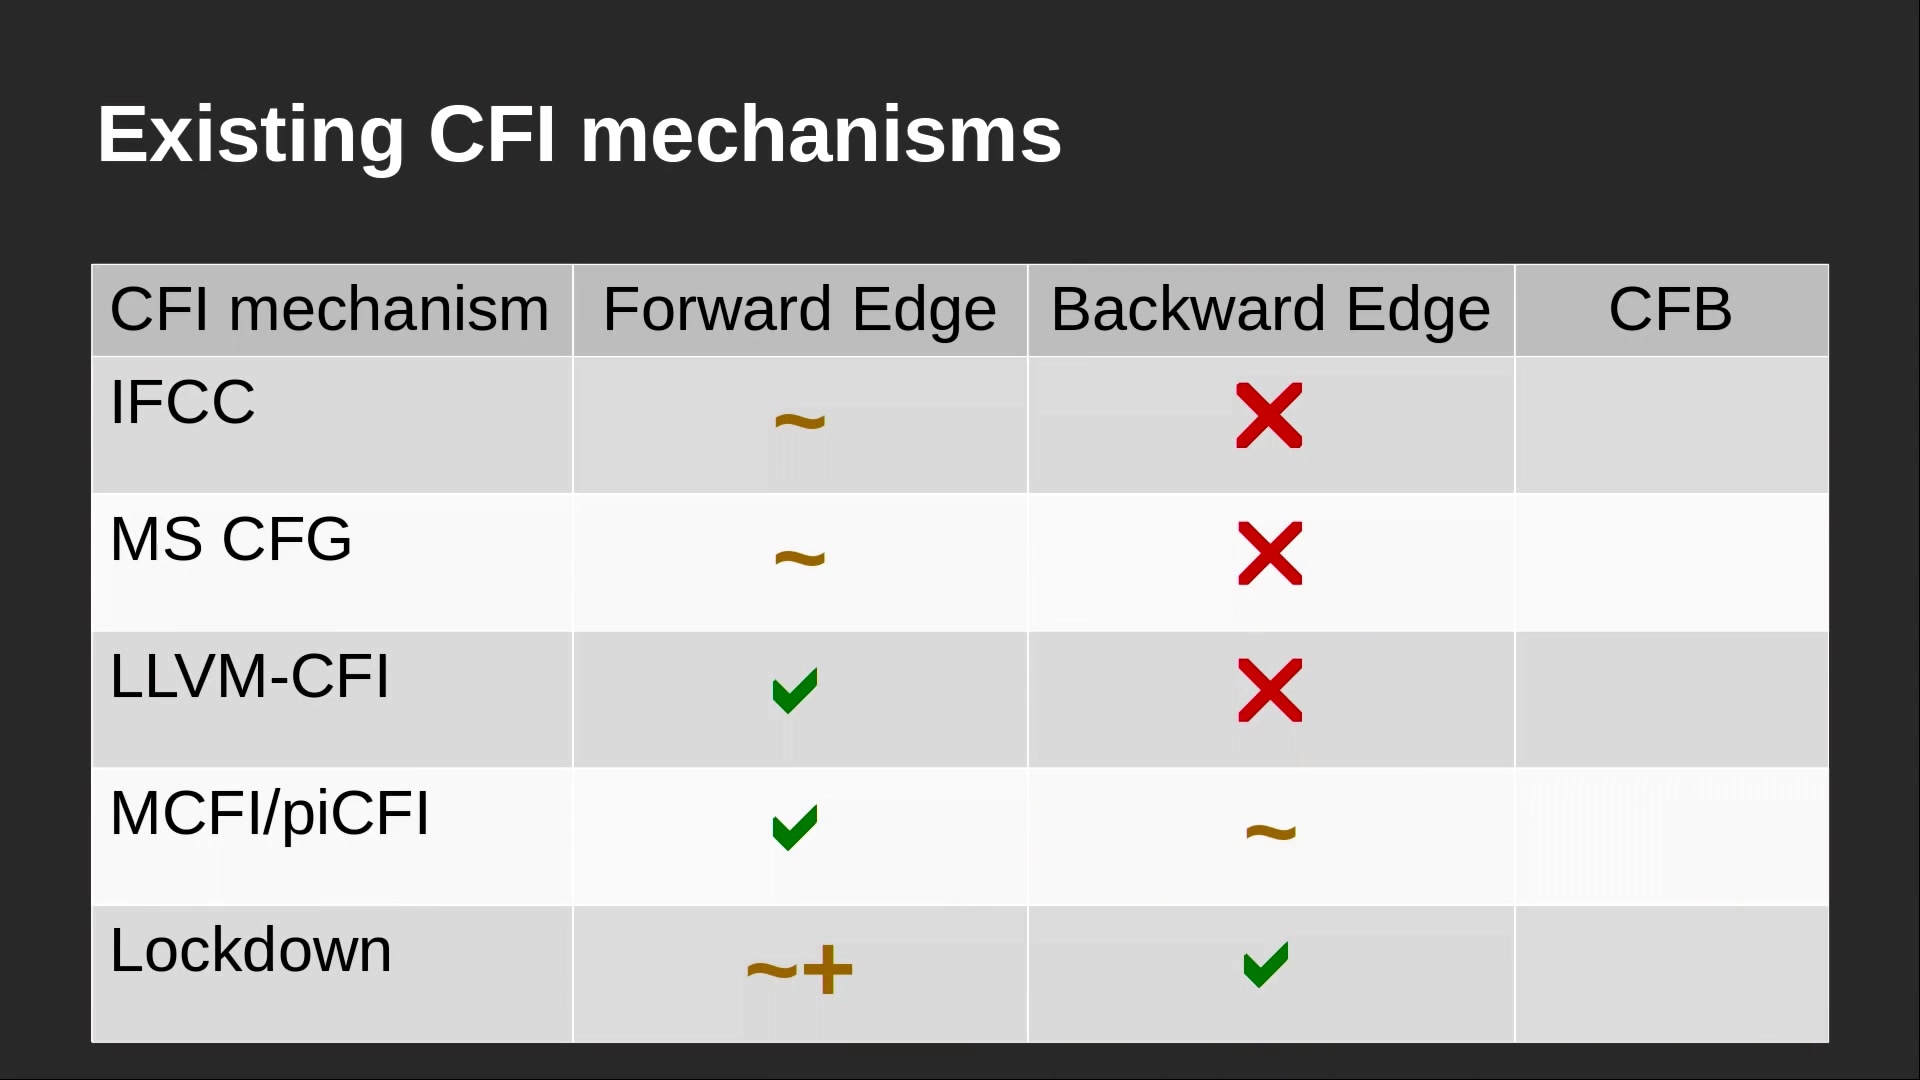 Existing CFI mechanisms
CFI mechanism Forward Edge Backward Edge CFB
IFCC ~ ✕
MS CFG ~ ✕
LLVM-CFI ✔ ✕
MCFI/piCFI ✔ ~
Lockdown ~+ ✔